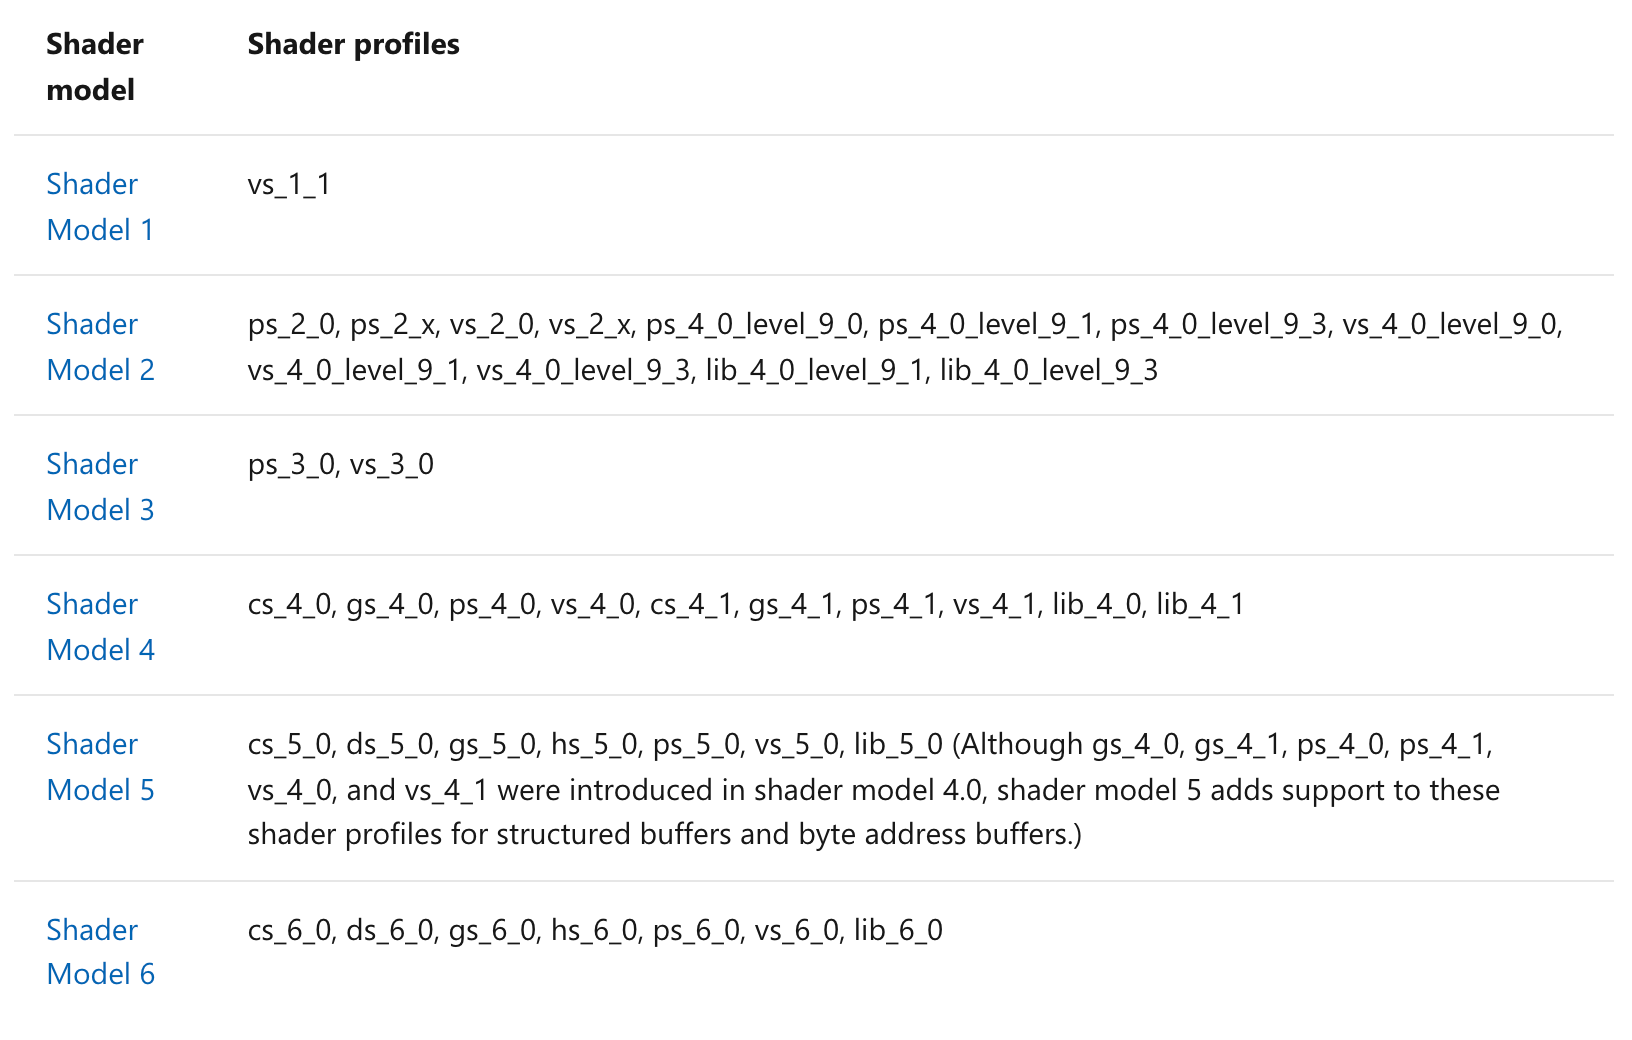 Shader model
Shader profiles
Shader
Model 1
vs_1_1
Shader
Model 2
ps_2_0, ps_2_x, vs_2_0, vs_2_x, ps_4_0_level_9_0, ps_4_0_level_9_1, ps_4_0_level_9_3, vs_4_0_level_9_0,
vs_4_0_level_9_1, vs_4_0_level_9_3, lib_4_0_level_9_1, lib_4_0_level_9_3
Shader
Model 3
ps_3_0, vs_3_0
Shader
Model 4
cs_4_0, gs_4_0, ps_4_0, vs_4_0, cs_4_1, gs_4_1, ps_4_1, vs_4_1, lib_4_0, lib_4_1
Shader
Model 5
cs_5_0, ds_5_0, gs_5_0, hs_5_0, ps_5_0, vs_5_0, lib_5_0 (Although gs_4_0, gs_4_1, ps_4_0, ps_4_1,
vs_4_0, and vs_4_1 were introduced in shader model 4.0, shader model 5 adds support to these
shader profiles for structured buffers and byte address buffers.)
Shader
Model 6
cs_6_0, ds_6_0, gs_6_0, hs_6_0, ps_6_0, vs_6_0, lib_6_0